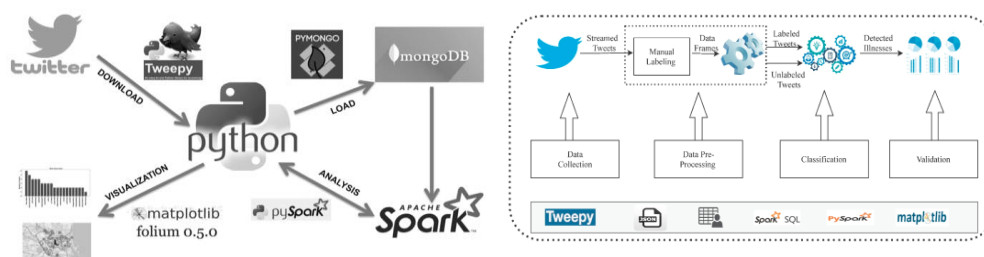 twitter
Tweepy
DOWNLOAD
PYMONGO
mongoDB
LOAD
python
VISUALIZATION
ANALYSIS
matplotlib
folium 0.5.0
pySpark
APACHE
Spark
TM
Streamed
Tweets
Manual
Labeling
Data
Frames
Labeled
Tweets
Unlabeled
Tweets
Detected
Illnesses
Data
Collection
Data Pre-
Processing
Classification
Validation
Tweepy
JSON
Spark SQL
PySpark
matplotlib